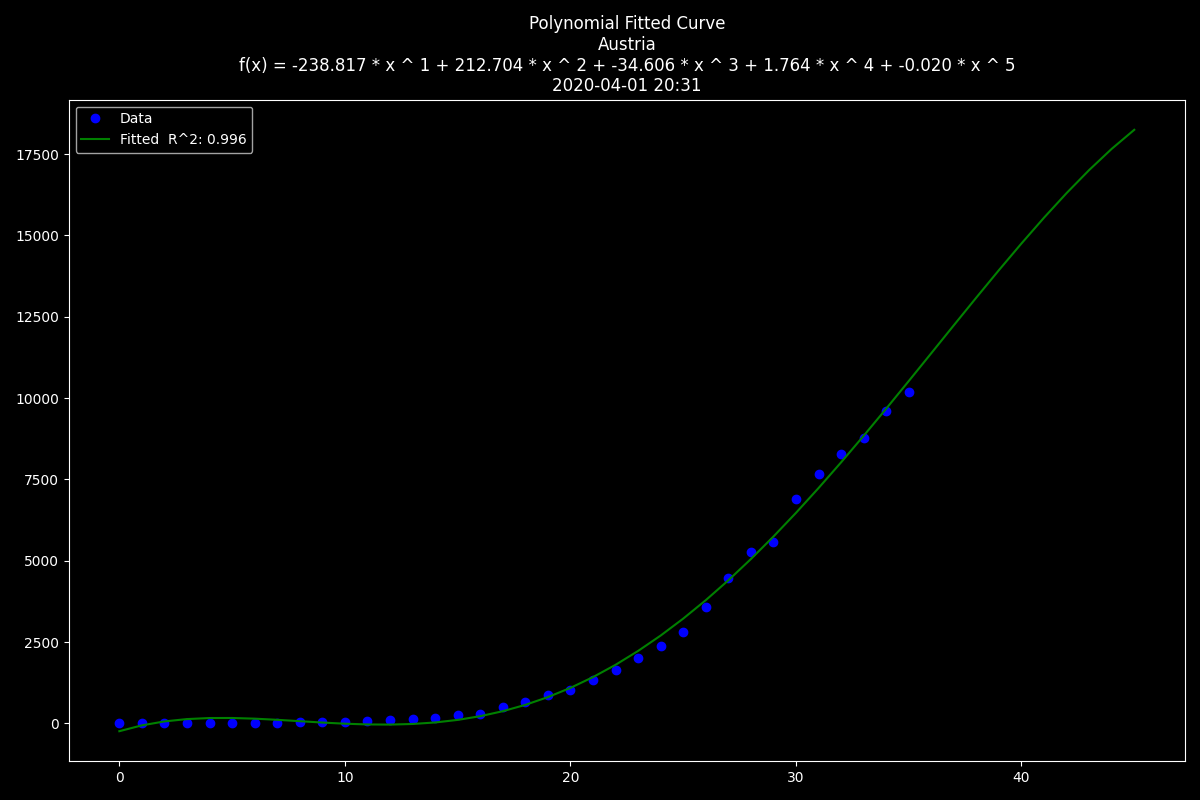 Polynomial Fitted Curve
Austria
f(x) = -238.817 * x ^ 1 + 212.704 * x ^ 2 + -34.606 * x ^ 3 + 1.764 * x ^ 4 + -0.020 * x ^ 5
2020-04-01 20:31
Data
Fitted  R^2: 0.996
17500
15000
12500
10000
7500
5000
2500
0
0 10 20 30 40